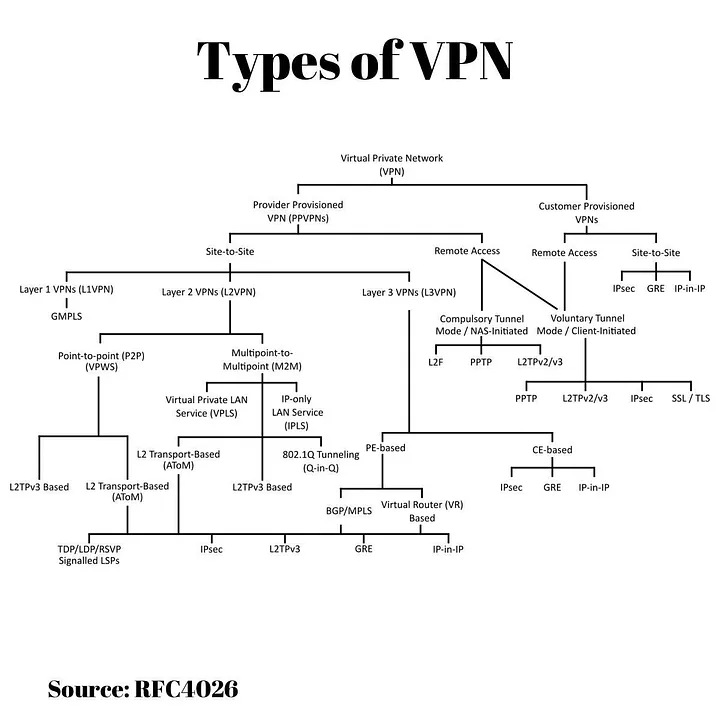 Types of VPN
Virtual Private Network
(VPN)
Provider Provisioned
VPN (PPVPNs)
Customer Provisioned
VPNs
Site-to-Site
Remote Access
Remote Access
Site-to-Site
Layer 1 VPNs (L1VPN)
Layer 2 VPNs (L2VPN)
Layer 3 VPNs (L3VPN)
IPsec
GRE
IP-in-IP
GMPLS
Compulsory Tunnel
Mode / NAS-Initiated
Voluntary Tunnel
Mode / Client-Initiated
Point-to-point (P2P)
(VPWS)
Multipoint-to-
Multipoint (M2M)
L2F
PPTP
L2TPv2/v3
Virtual Private LAN
Service (VPLS)
IP-only
LAN Service
(IPLS)
PPTP
L2TPv2/v3
IPsec
SSL / TLS
L2 Transport-Based
(AToM)
802.1Q Tunneling
(Q-in-Q)
PE-based
CE-based
L2TPv3 Based
L2 Transport-Based
(AToM)
L2TPv3 Based
IPsec
GRE
IP-in-IP
BGP/MPLS
Virtual Router (VR)
Based
TDP/LDP/RSVP
Signalled LSPs
IPsec
L2TPv3
GRE
IP-in-IP
Source: RFC4026